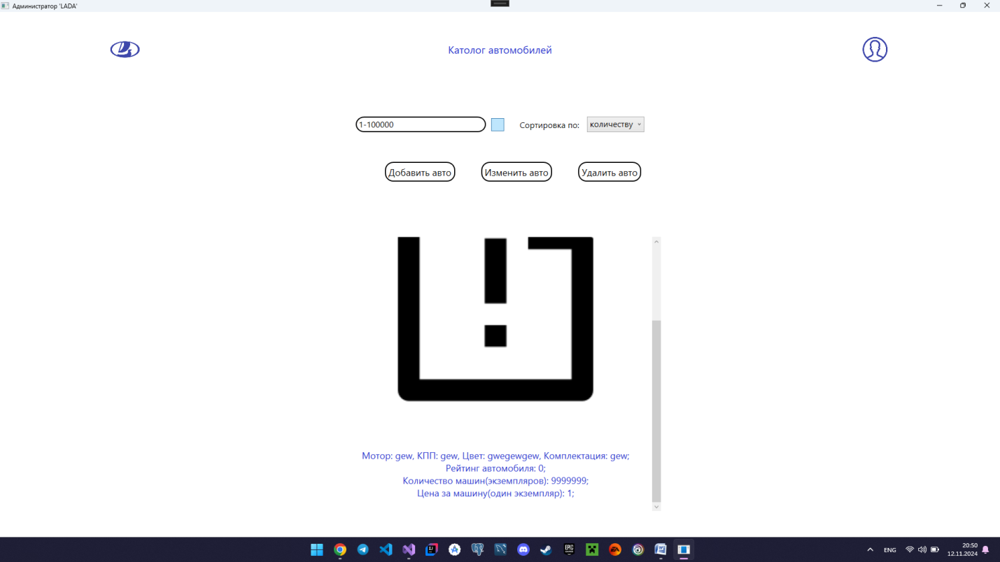 Администратор 'LADA'
Католог автомобилей
1-100000
Сортировка по: количеству
Добавить авто Изменить авто Удалить авто
Мотор: gew, КПП: gew, Цвет: gwegewgew, Комплектация: gew;
Рейтинг автомобиля: 0;
Количество машин(экземпляров): 9999999;
Цена за машину(один экземпляр): 1;
ENG
20:50
12.11.2024